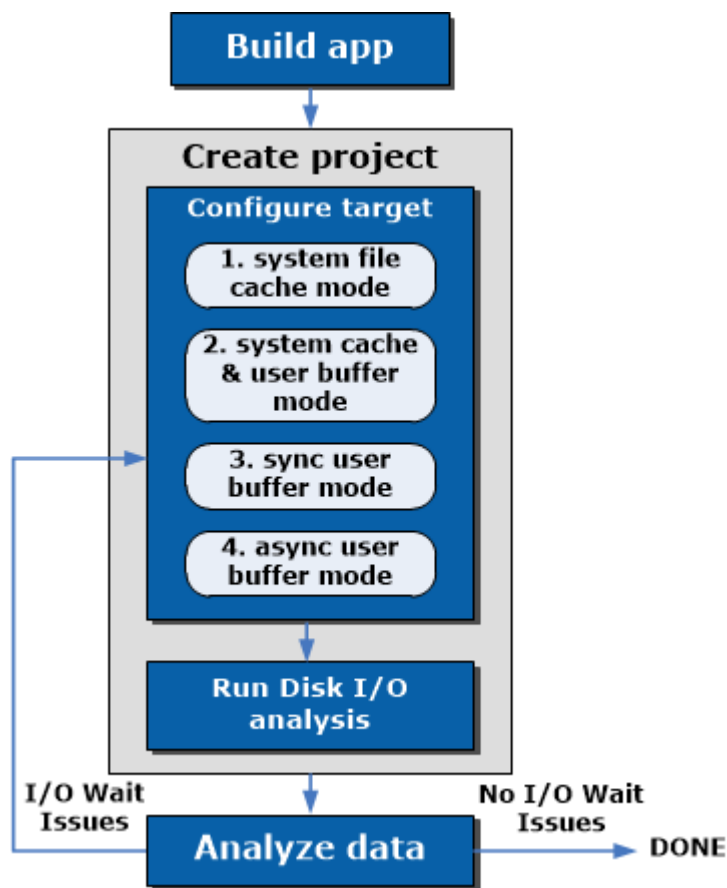 Build app
Create project
Configure target
1. system file
cache mode
2. system cache
& user buffer
mode
3. sync user
buffer mode
4. async user
buffer mode
Run Disk I/O
analysis
I/O Wait
Issues
No I/O Wait
Issues
Analyze data
DONE